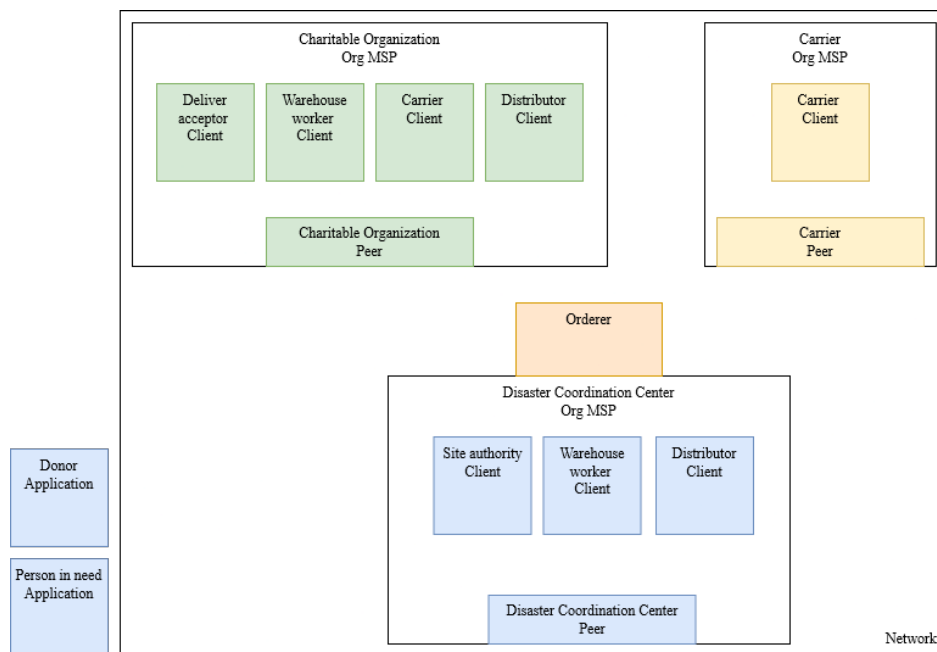 Charitable Organization
Org MSP
Deliver
acceptor
Client
Warehouse
worker
Client
Carrier
Client
Distributor
Client
Charitable Organization
Peer
Carrier
Org MSP
Carrier
Client
Carrier
Peer
Orderer
Disaster Coordination Center
Org MSP
Site authority
Client
Warehouse
worker
Client
Distributor
Client
Disaster Coordination Center
Peer
Donor
Application
Person in need
Application
Network